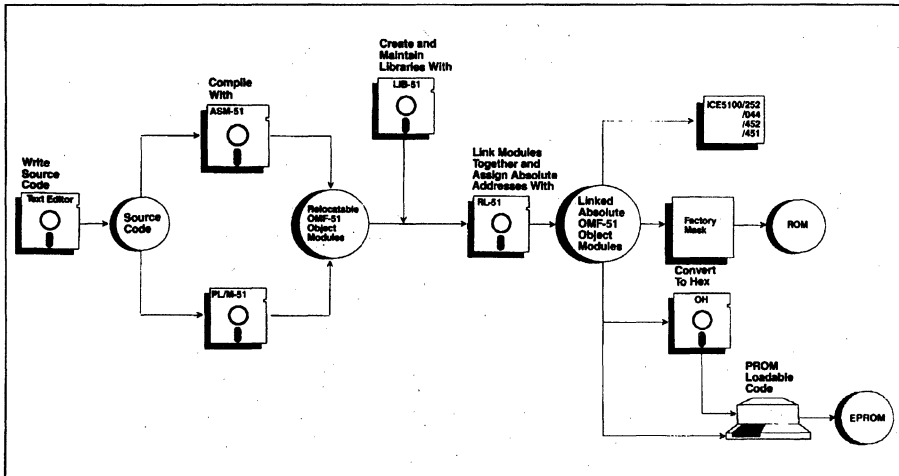 Write
Source
Code
Text Editor
Source
Code
Compile
With
ASM-51
PL/M-51
Relocatable
OMF-51
Object
Modules
Create and
Maintain
Libraries With
LIB-51
Link Modules
Together and
Assign Absolute
Addresses With
RL-51
Linked
Absolute
OMF-51
Object
Modules
ICE5100/252
/044
/452
/451
Factory
Mask
ROM
Convert
To Hex
OH
PROM
Loadable
Code
EPROM